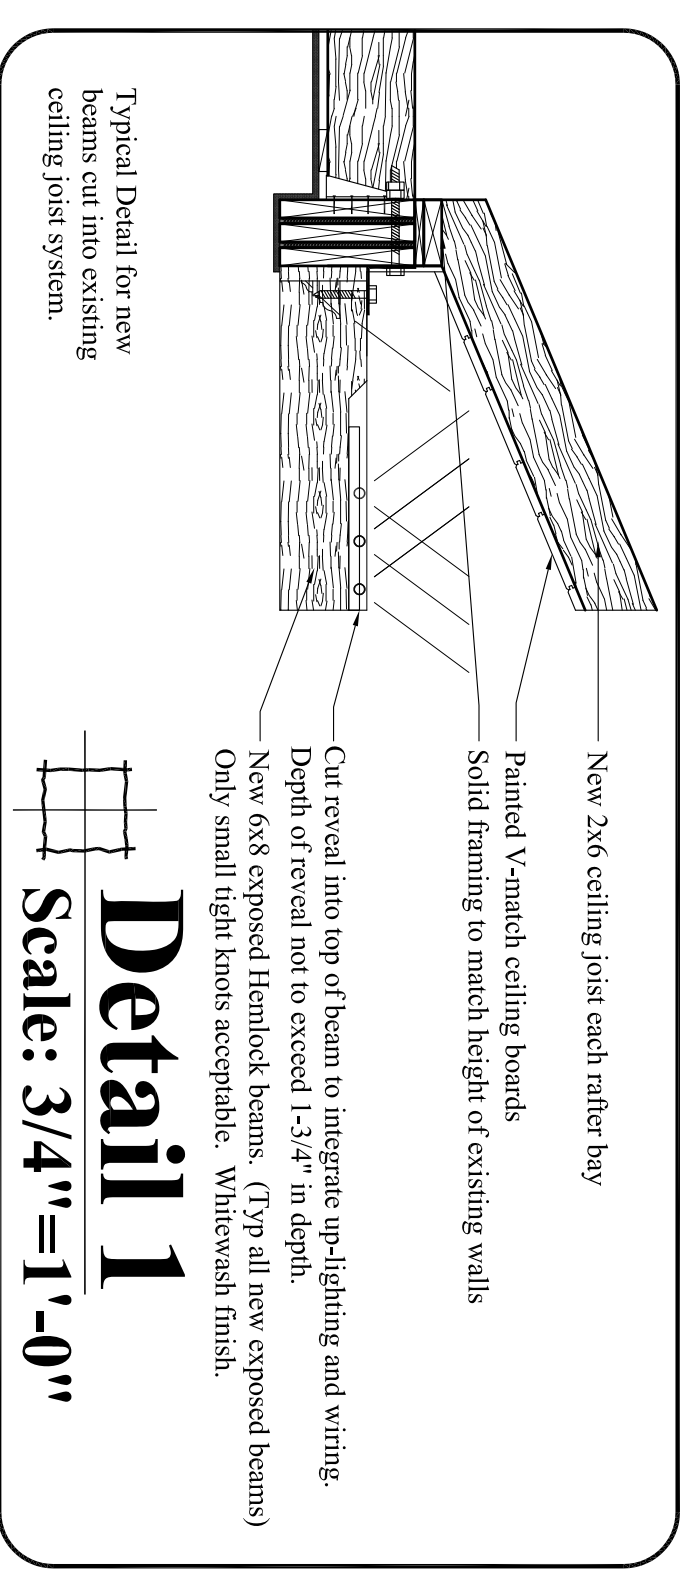 New 2x6 ceiling joist each rafter bay
Painted V-match ceiling boards
Solid framing to match height of existing walls
Cut reveal into top of beam to integrate up-lighting and wiring.
Depth of reveal not to exceed 1-3/4" in depth.
New 6x8 exposed Hemlock beams. (Typ all new exposed beams)
Only small tight knots acceptable. Whitewash finish.
Typical Detail for new
beams cut into existing
ceiling joist system.
Detail 1
Scale: 3/4"=1'-0"